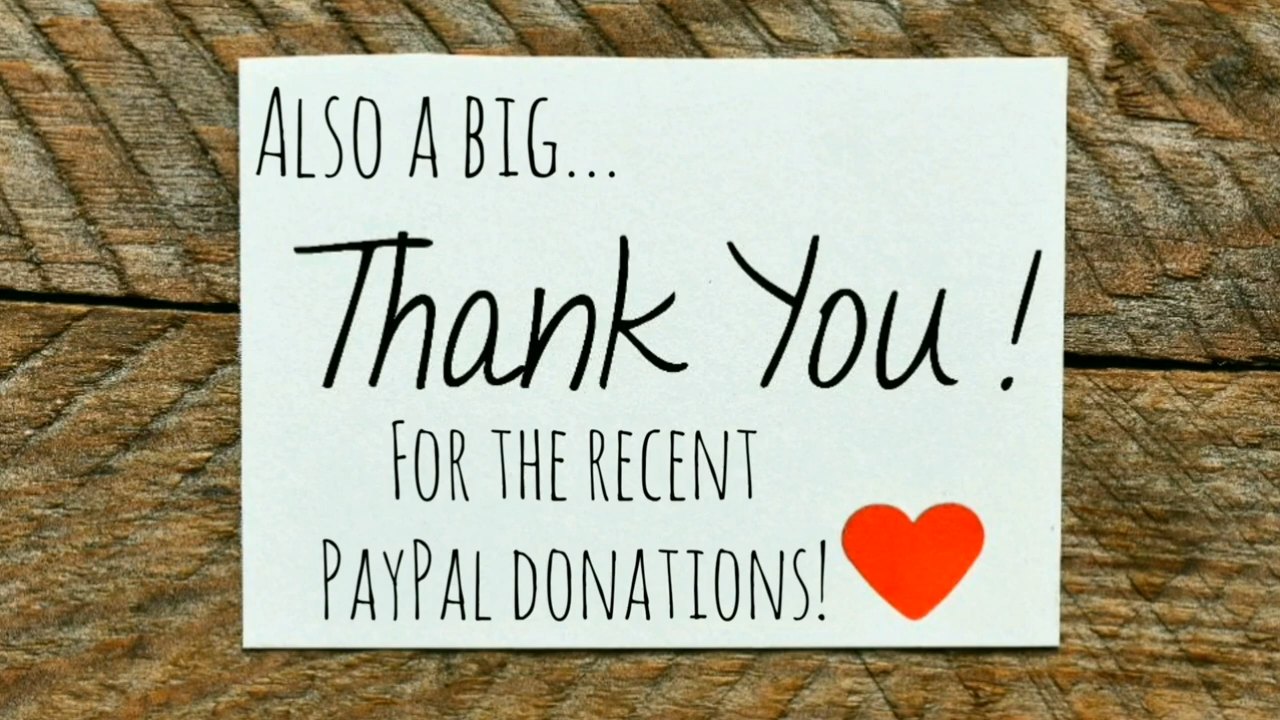 Also a big...
Thank You!
For the recent
PayPal donations!